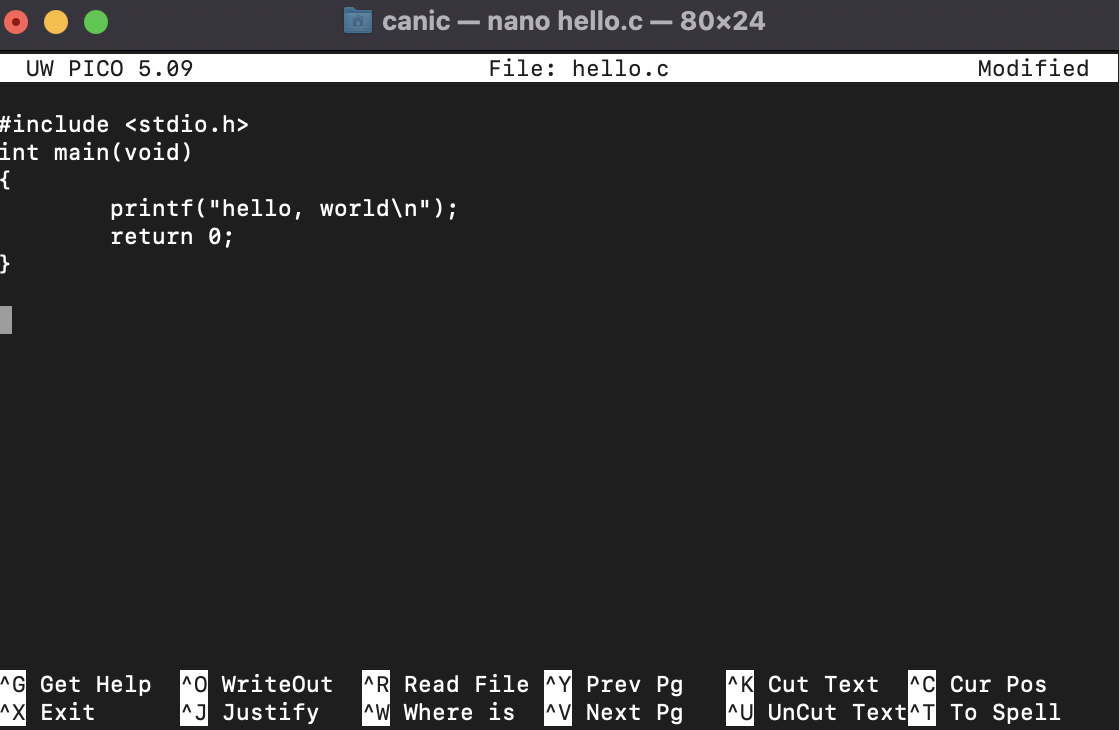 canic — nano hello.c — 80×24
UW PICO 5.09 File: hello.c Modified
#include <stdio.h>
int main(void)
{
        printf("hello, world\n");
        return 0;
}
^G Get Help ^O WriteOut ^R Read File ^Y Prev Pg ^K Cut Text ^C Cur Pos
^X Exit ^J Justify ^W Where is ^V Next Pg ^U UnCut Text ^T To Spell